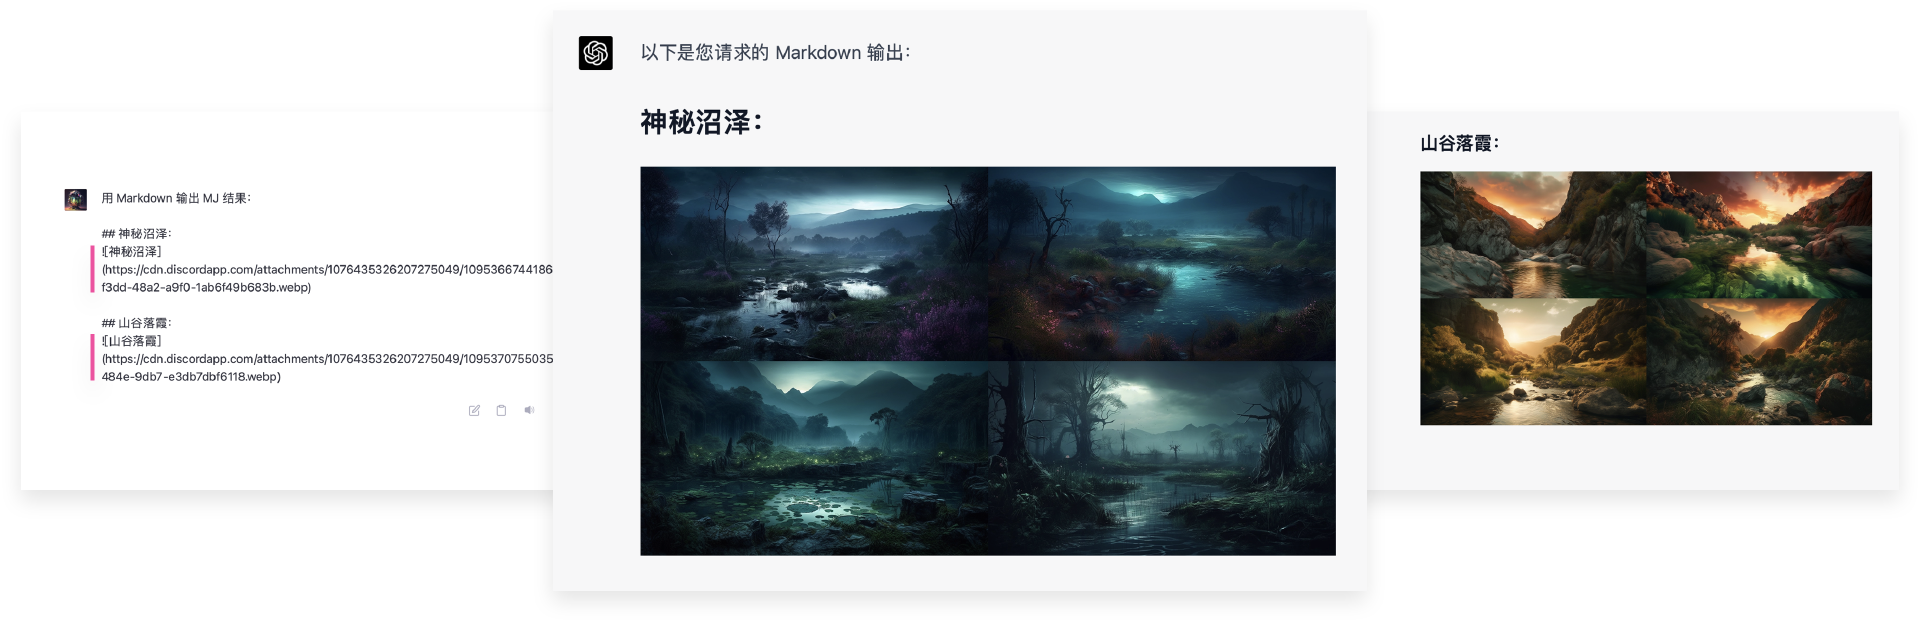 用 Markdown 输出 MJ 结果：
## 神秘沼泽：
![神秘沼泽]
(https://cdn.discordapp.com/attachments/1076435326207275049/1095366744186
f3dd-48a2-a9f0-1ab6f49b683b.webp)
## 山谷落霞：
![山谷落霞]
(https://cdn.discordapp.com/attachments/1076435326207275049/1095370755035
484e-9db7-e3db7dbf6118.webp)
以下是您请求的 Markdown 输出：
神秘沼泽：
山谷落霞：